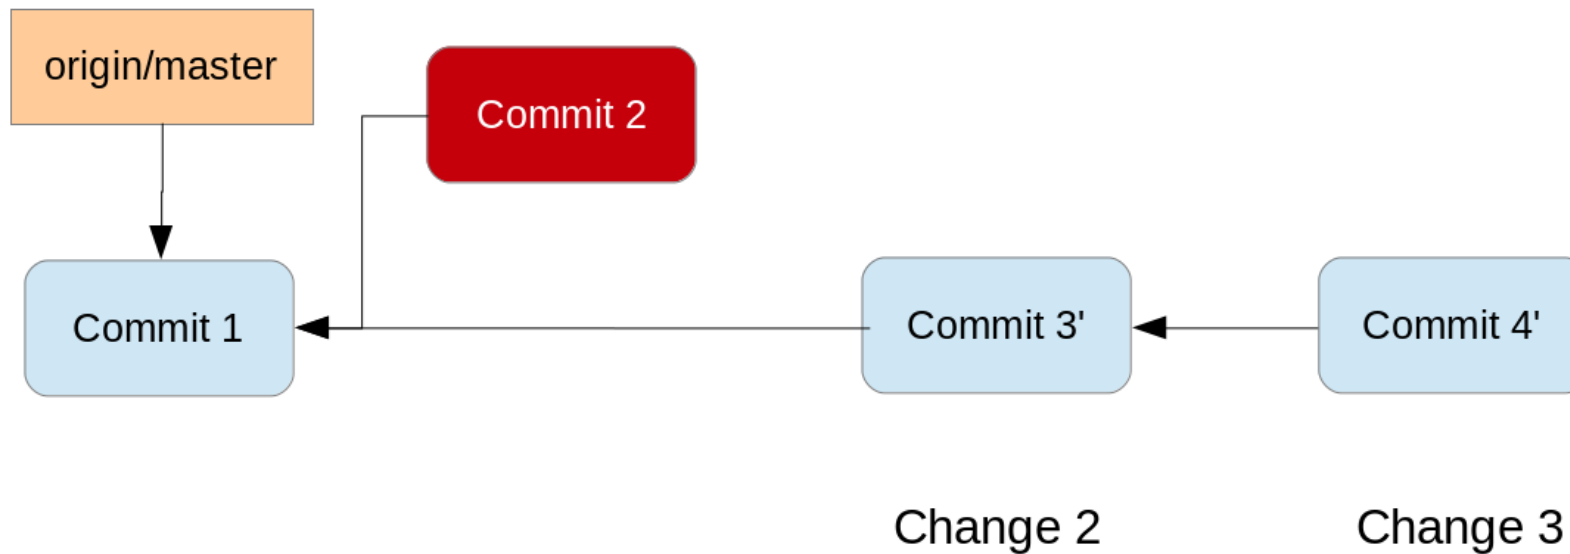 origin/master
Commit 2
Commit 1
Commit 3'
Commit 4'
Change 2
Change 3